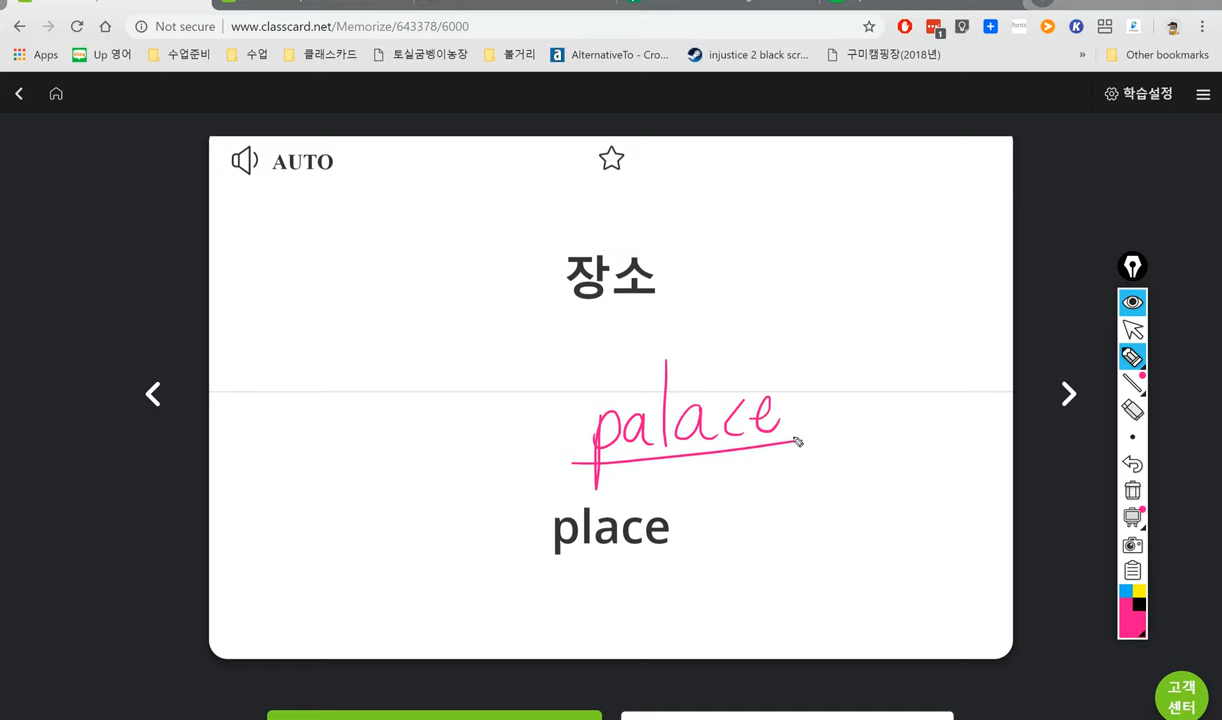 Not secure www.classcard.net/Memorize/643378/6000
1
fonts
K
Apps Up 영어 수업준비 수업 클래스카드 토실굼벵이농장 볼거리 a AlternativeTo - Cro... injustice 2 black scr... 구미캠핑장(2018년) » Other bookmarks
학습설정
AUTO
장소
palace
place
고객
센터